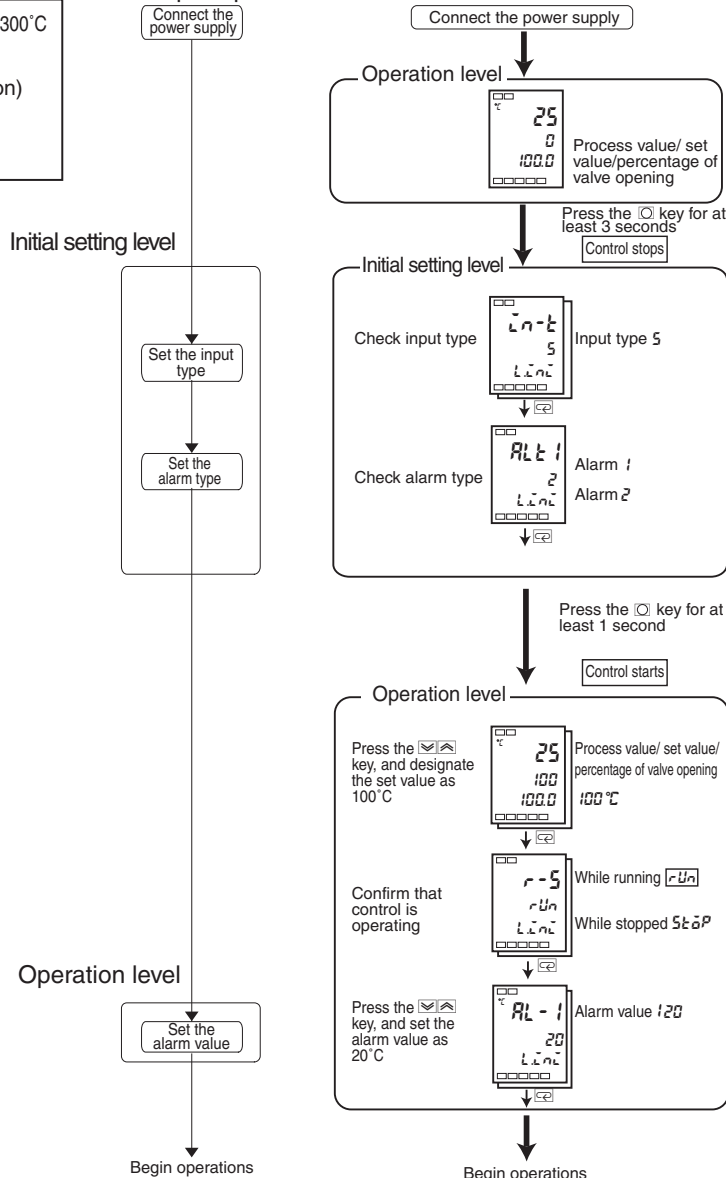 300˚C
on)
Connect the
power supply
Initial setting level
Set the input
type
Set the
alarm type
Operation level
Set the
alarm value
Begin operations
Connect the power supply
Operation level
℃
25
0
100.0
Process value/ set
value/percentage of
valve opening
Press the key for at
least 3 seconds
Control stops
Initial setting level
Check input type
in-t
5
L.ini
Input type 5
Check alarm type
ALt1
2
L.ini
Alarm 1
Alarm 2
Press the key for at
least 1 second
Control starts
Operation level
Press the
key, and designate
the set value as
100˚C
℃
25
100
100.0
Process value/ set value/
percentage of valve opening
100 ℃
Confirm that
control is
operating
r-S
rUn
L.ini
While running rUn
While stopped StoP
Press the
key, and set the
alarm value as
20˚C
℃
AL-1
20
L.ini
Alarm value 120
Begin operations